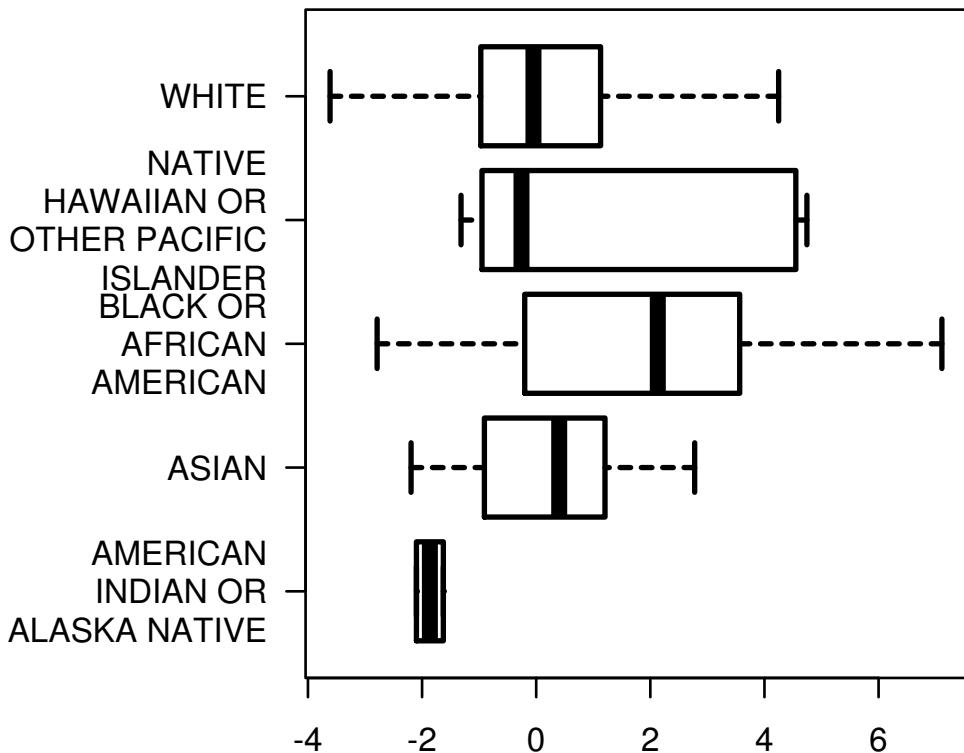 WHITE
NATIVE
HAWAIIAN OR
OTHER PACIFIC
ISLANDER
BLACK OR
AFRICAN
AMERICAN
ASIAN
AMERICAN
INDIAN OR
ALASKA NATIVE
-4 -2 0 2 4 6